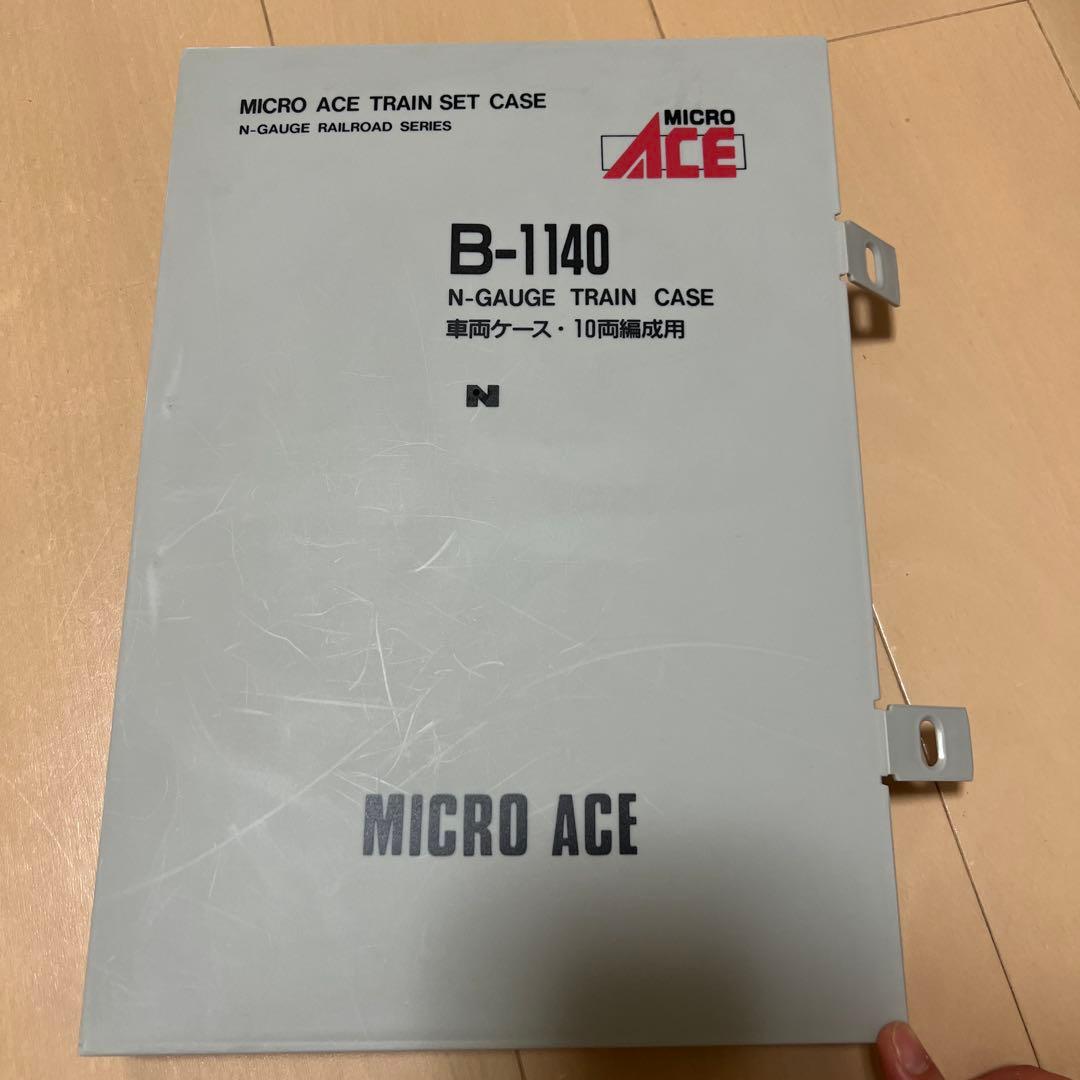 MICRO ACE TRAIN SET CASE
N-GAUGE RAILROAD SERIES
MICRO
ACE
B-1140
N-GAUGE TRAIN CASE
車両ケース・10両編成用
N
MICRO ACE